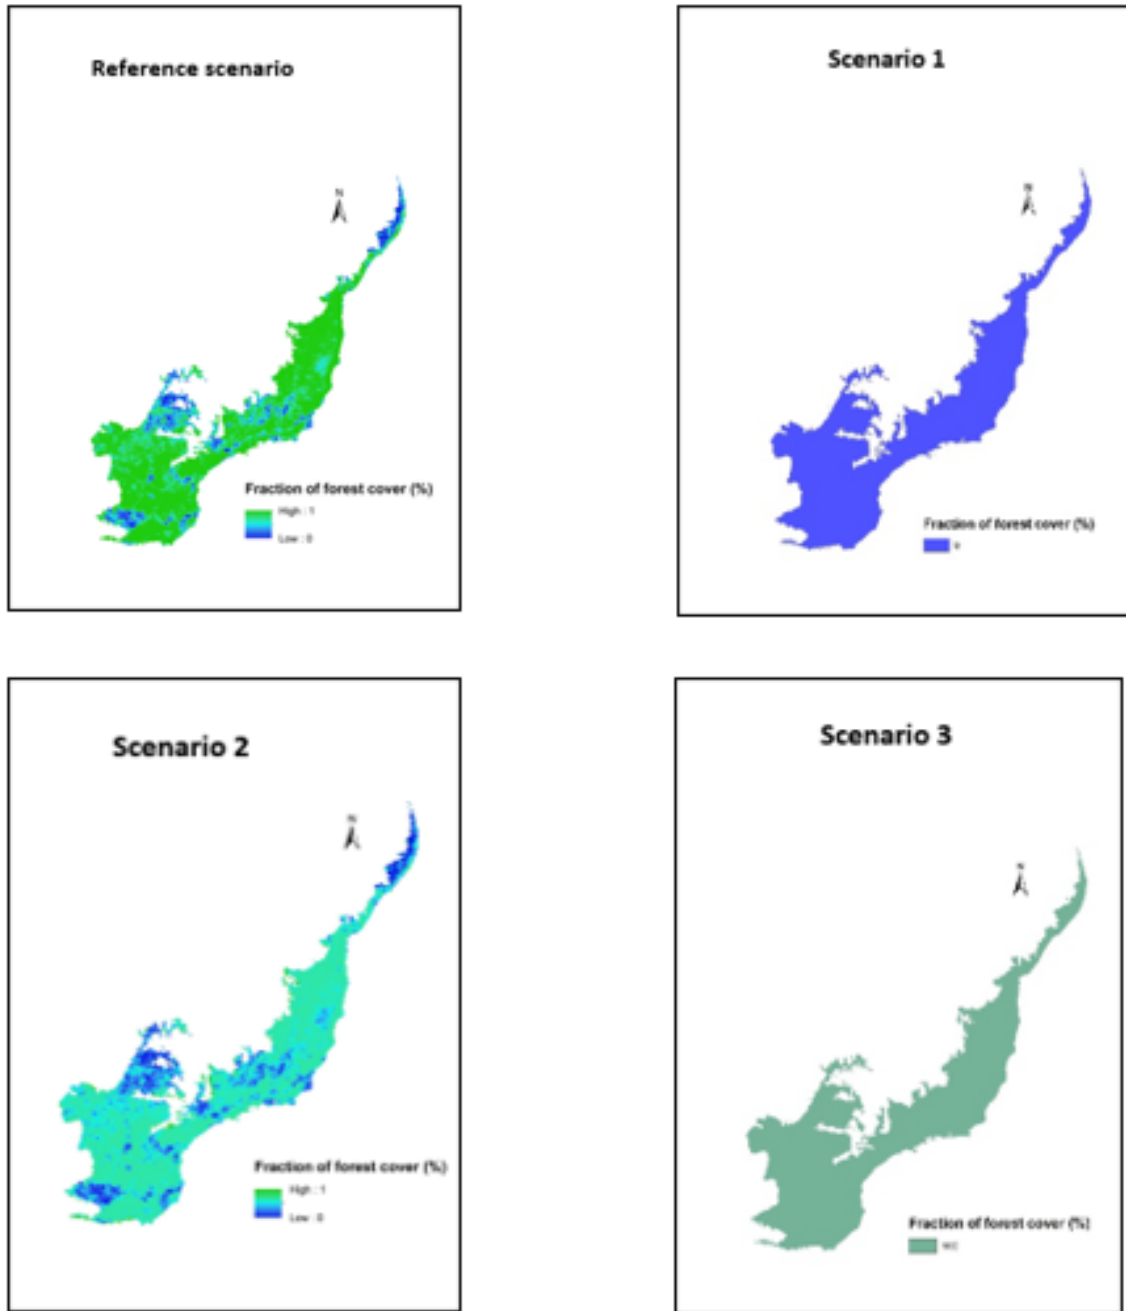 Reference scenario
N
Fraction of forest cover (%)
High : 1
Low : 0
Scenario 1
N
Fraction of forest cover (%)
Scenario 2
N
Fraction of forest cover (%)
High : 1
Low : 0
Scenario 3
N
Fraction of forest cover (%)